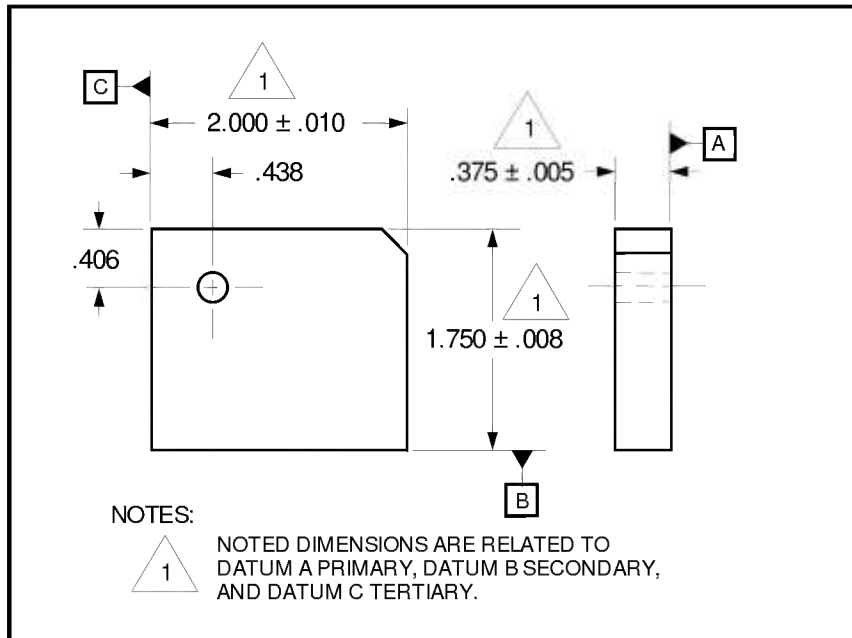 C
1
2.000 ± .010
1
A
.438
.375 ± .005
.406
1
1.750 ± .008
B
NOTES:
1
NOTED DIMENSIONS ARE RELATED TO
DATUM A PRIMARY, DATUM B SECONDARY,
AND DATUM C TERTIARY.